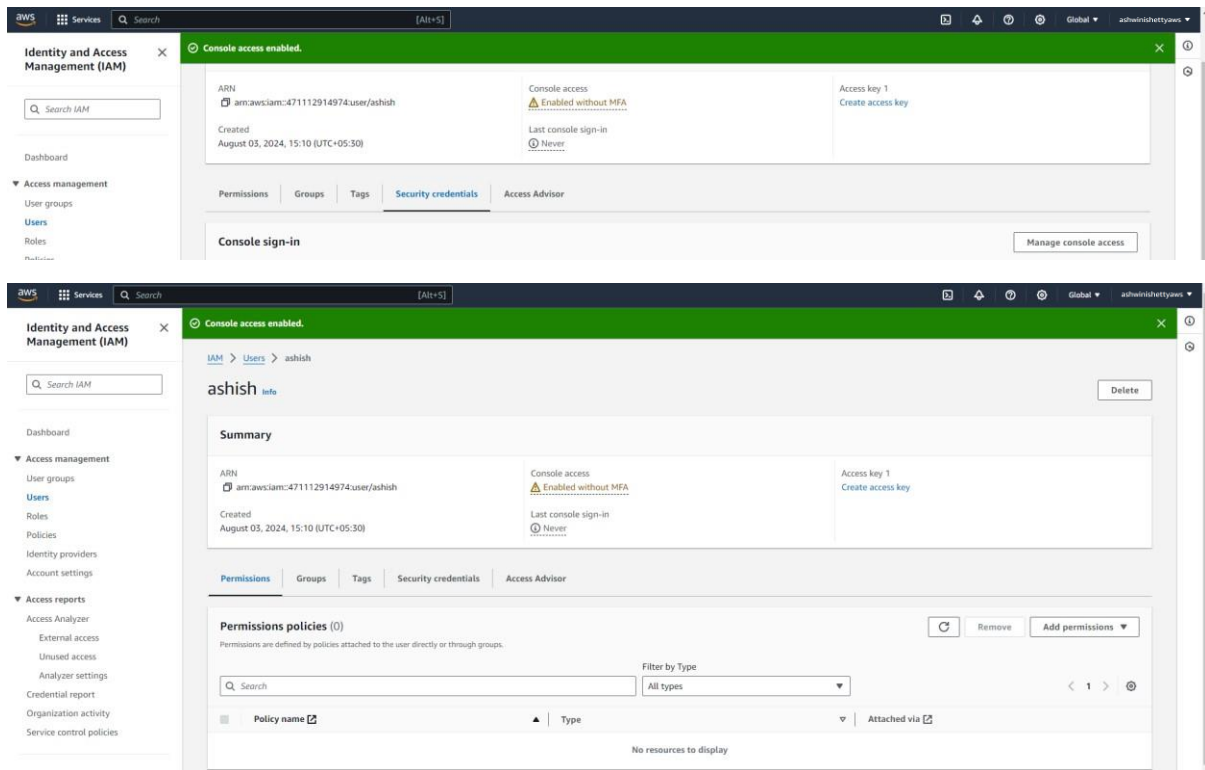 aws Services Search [Alt+S] Global ashwinishettyaws
Identity and Access Management (IAM)
Console access enabled.
Search IAM
Dashboard
Access management
User groups
Users
Roles
Policies
ARN
arn:aws:iam::471112914974:user/ashish
Created
August 03, 2024, 15:10 (UTC+05:30)
Console access
Enabled without MFA
Last console sign-in
Never
Access key 1
Create access key
Permissions Groups Tags Security credentials Access Advisor
Console sign-in
Manage console access
aws Services Search [Alt+S] Global ashwinishettyaws
Identity and Access Management (IAM)
Console access enabled.
Search IAM
Dashboard
Access management
User groups
Users
Roles
Policies
Identity providers
Account settings
Access reports
Access Analyzer
External access
Unused access
Analyzer settings
Credential report
Organization activity
Service control policies
IAM > Users > ashish
ashish Info
Delete
Summary
ARN
arn:aws:iam::471112914974:user/ashish
Created
August 03, 2024, 15:10 (UTC+05:30)
Console access
Enabled without MFA
Last console sign-in
Never
Access key 1
Create access key
Permissions Groups Tags Security credentials Access Advisor
Permissions policies (0)
Permissions are defined by policies attached to the user directly or through groups.
Remove
Add permissions
Filter by Type
Search
All types
1
Policy name Type Attached via
No resources to display